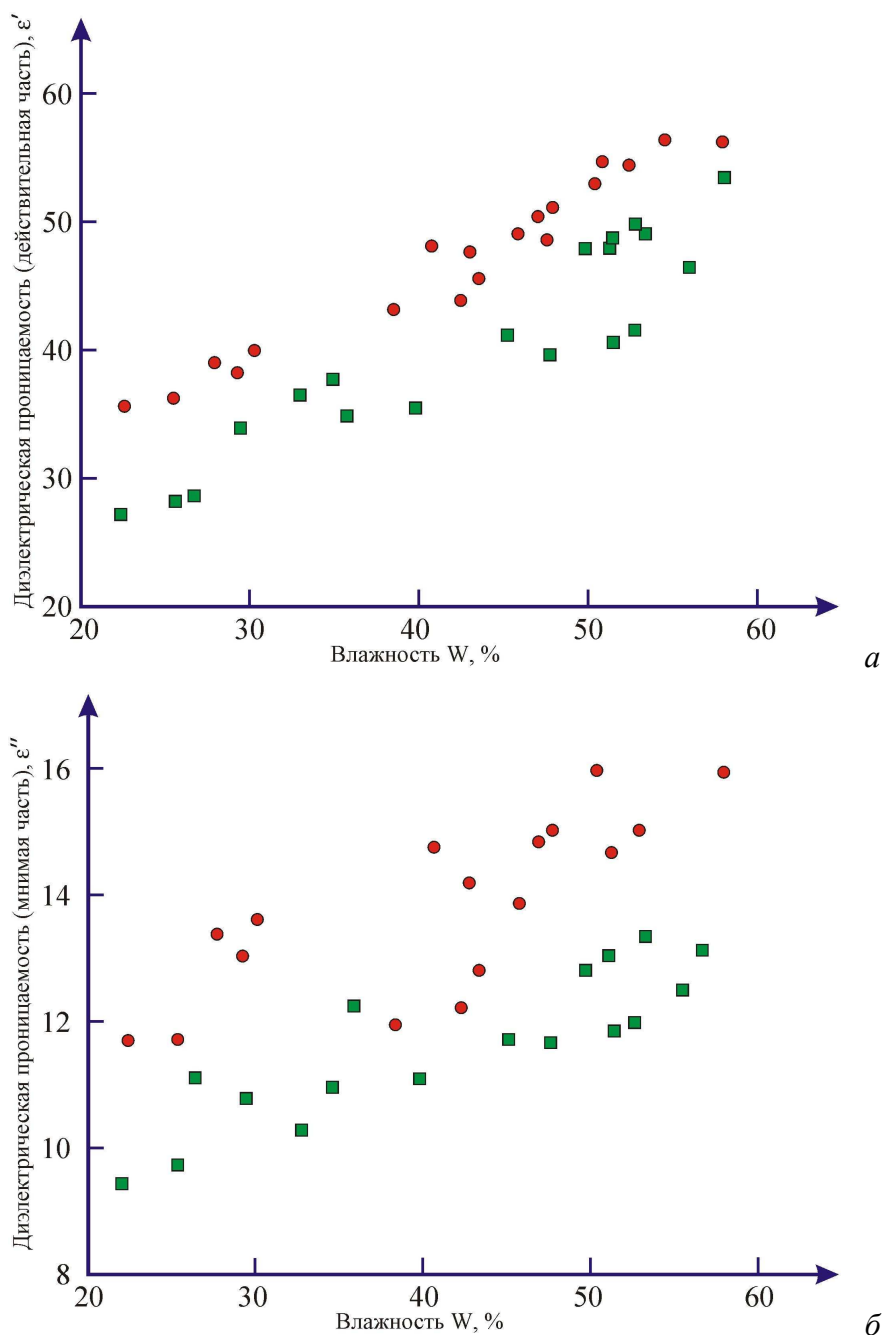 Диэлектрическая проницаемость (действительная часть), ε′
60
50
40
30
20
20 30 40 50 60
Влажность W, %
а
Диэлектрическая проницаемость (мнимая часть), ε″
16
14
12
10
8
20 30 40 50 60
Влажность W, %
б